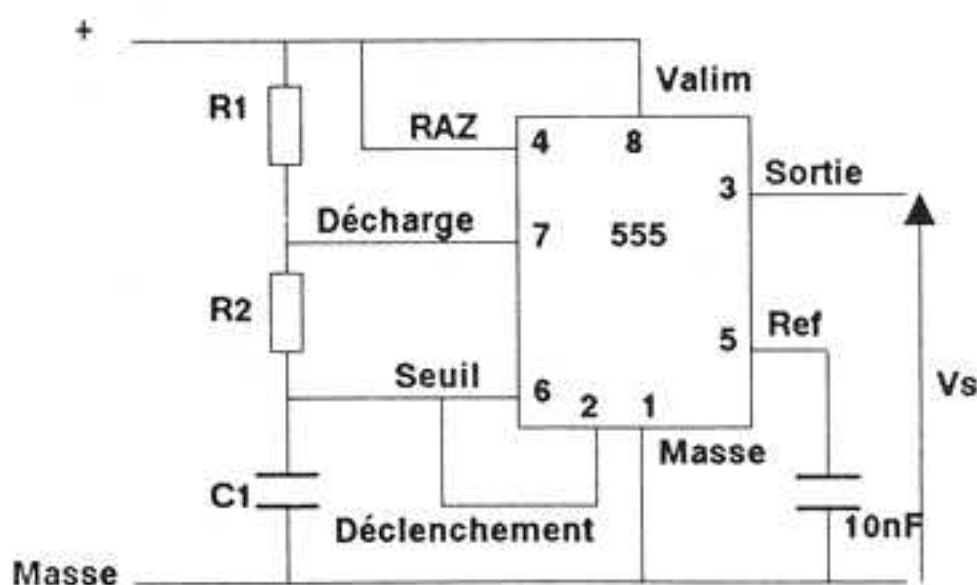 +
Valim
R1
RAZ
4
8
3
Sortie
Décharge
7
555
R2
5
Ref
Seuil
6
2
1
Vs
Masse
C1
Déclenchement
10nF
Masse